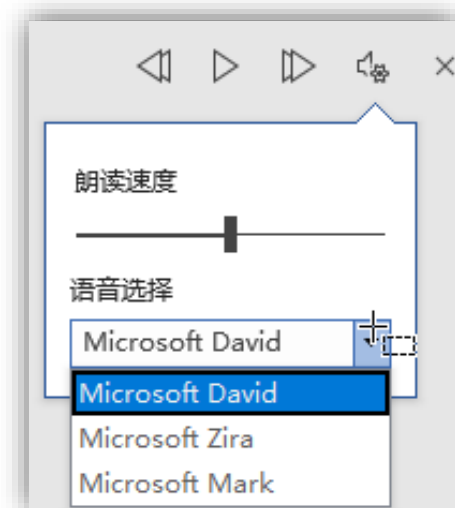 朗读速度
语音选择
Microsoft David
Microsoft David
Microsoft Zira
Microsoft Mark